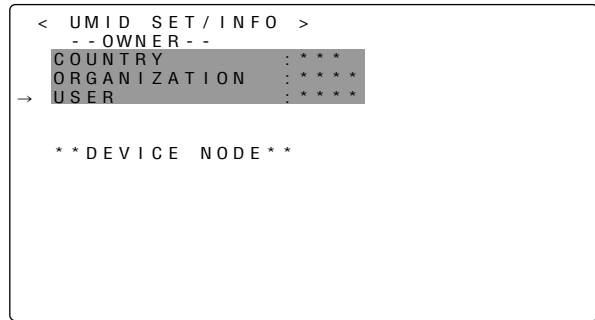 < UMID SET/INFO >
--OWNER--
COUNTRY :***
ORGANIZATION :****
→ USER :****
**DEVICE NODE**